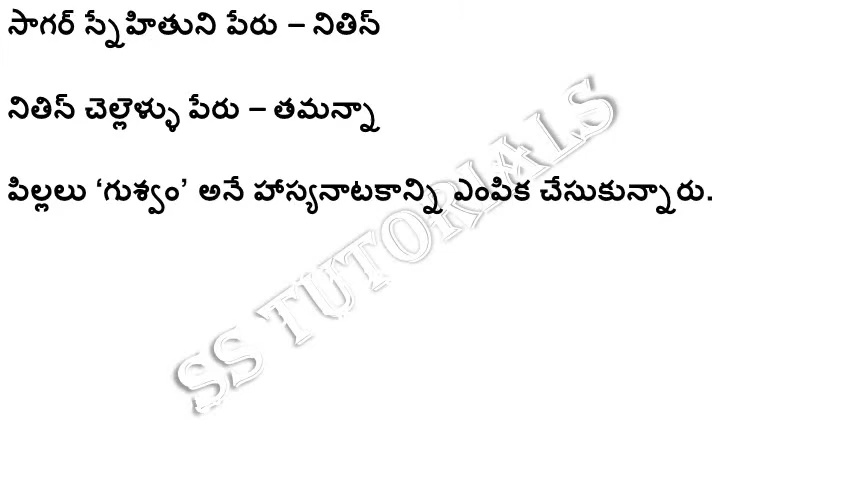 సాగర్ స్నేహితుని పేరు – నితిన్
నితిన్ చెల్లెళ్ళు పేరు – తమన్నా
పిల్లలు ‘గుశ్వం’ అనే హాస్యనాటకాన్ని ఎంపిక చేసుకున్నారు.
SS TUTORIALS